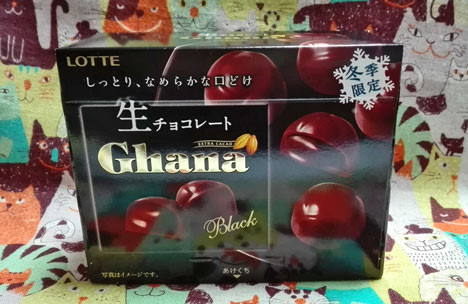 LOTTE
しっとり、なめらかな口どけ
冬季
限定
生チョコレート
EXTRA CACAO
Ghana
Black
写真はイメージです。
あけくち